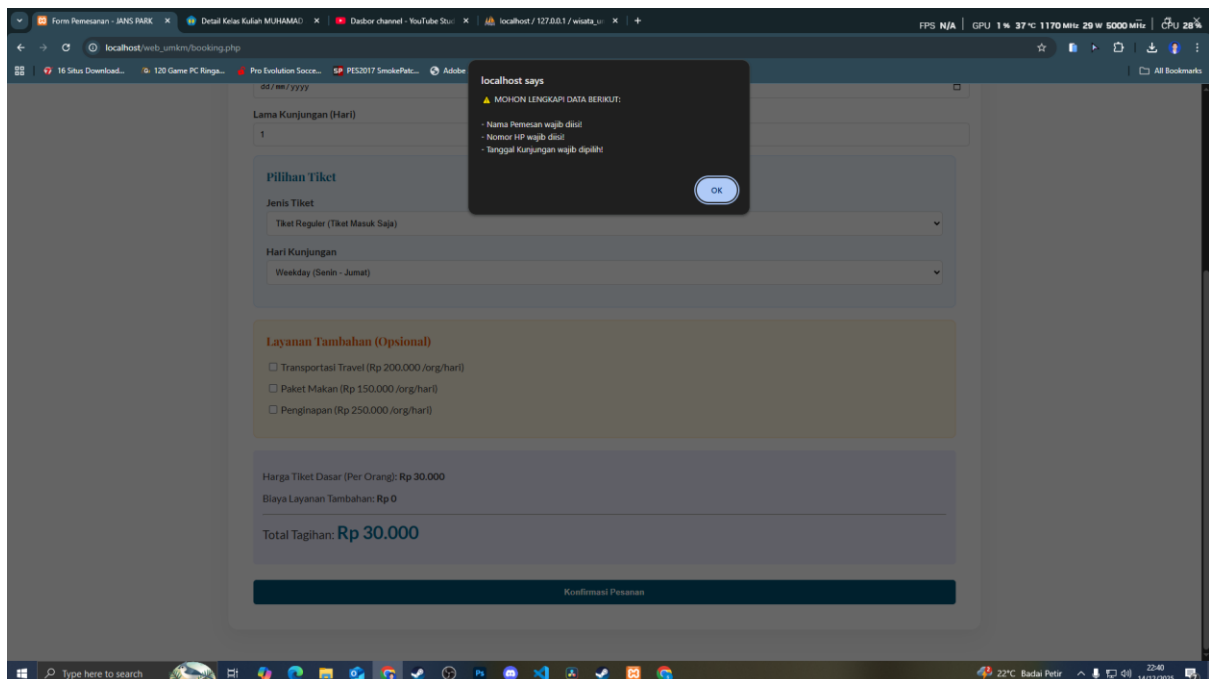 Form Pemesanan - JANS PARK
Detail Kelas Kuliah MUHAMAD
Dasbor channel - YouTube Stu
localhost / 127.0.0.1 / wisata_u
FPS N/A GPU 1% 37°C 1170 MHz 29 W 5000 MHz CPU 28%
localhost/web_umkm/booking.php
16 Situs Download...
120 Game PC Ringa...
Pro Evolution Socce...
PES2017 SmokePatc...
Adobe
All Bookmarks
localhost says
MOHON LENGKAPI DATA BERIKUT:
- Nama Pemesan wajib diisi!
- Nomor HP wajib diisi!
- Tanggal Kunjungan wajib dipilih!
OK
dd/mm/yyyy
Lama Kunjungan (Hari)
1
Pilihan Tiket
Jenis Tiket
Tiket Reguler (Tiket Masuk Saja)
Hari Kunjungan
Weekday (Senin - Jumat)
Layanan Tambahan (Opsional)
Transportasi Travel (Rp 200.000 /org/hari)
Paket Makan (Rp 150.000 /org/hari)
Penginapan (Rp 250.000 /org/hari)
Harga Tiket Dasar (Per Orang): Rp 30.000
Biaya Layanan Tambahan: Rp 0
Total Tagihan: Rp 30.000
Konfirmasi Pesanan
Type here to search
22°C Badai Petir
22:40
14/12/2025